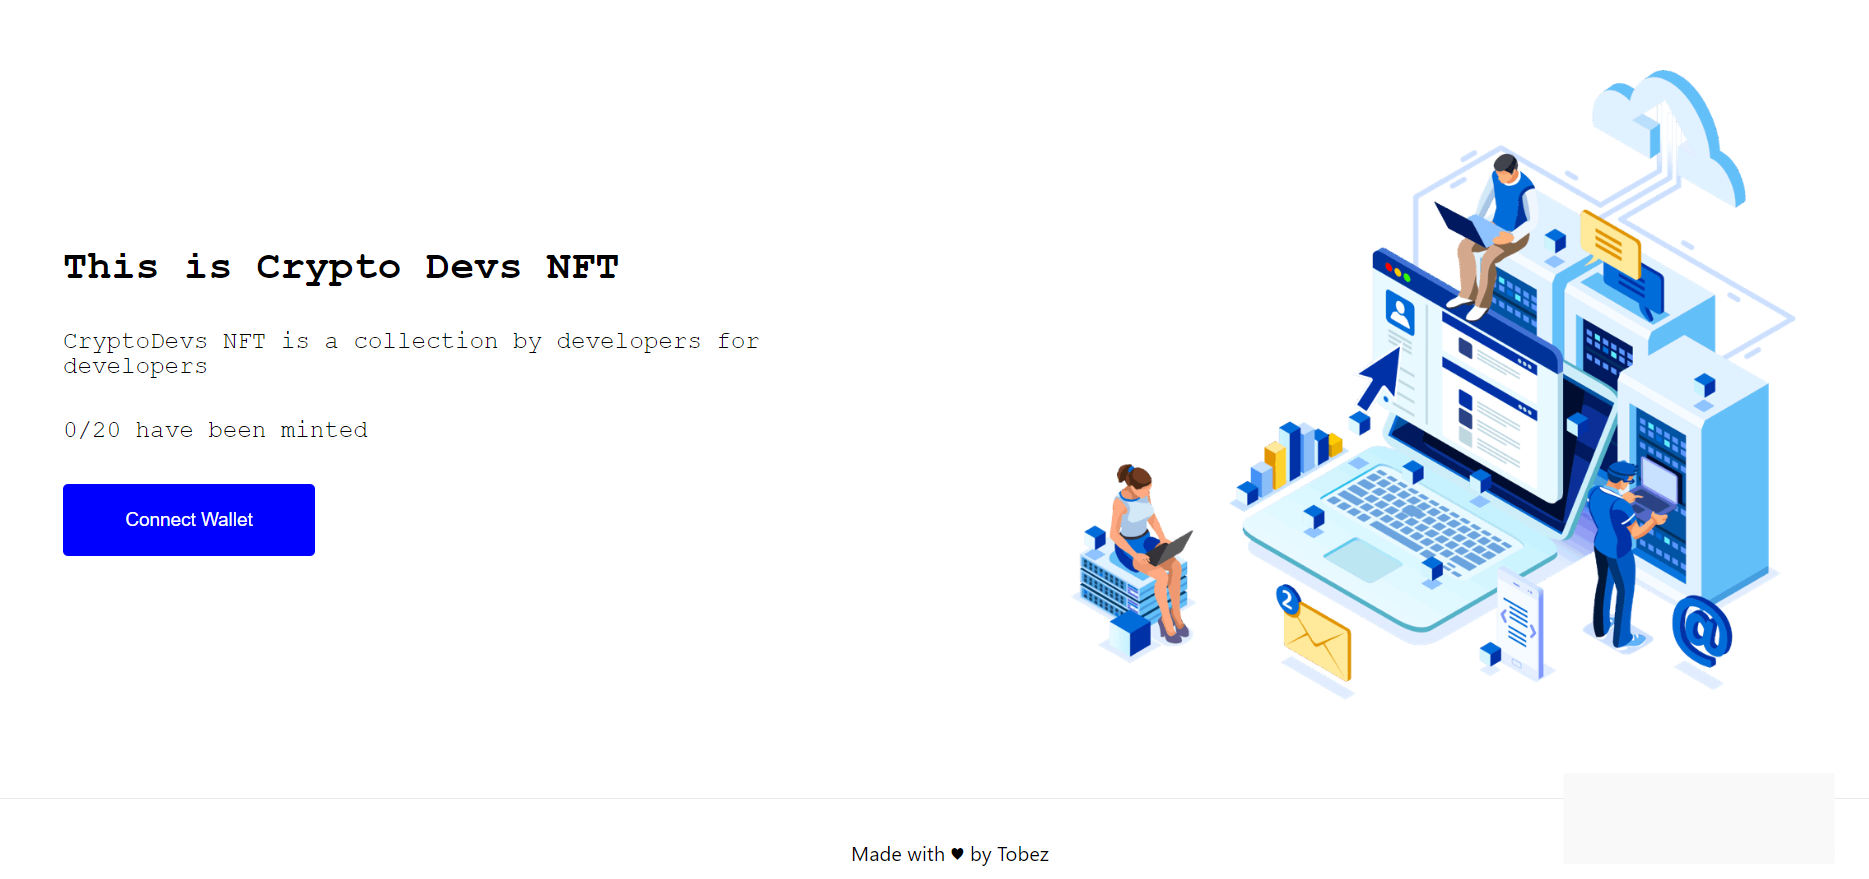 This is Crypto Devs NFT
CryptoDevs NFT is a collection by developers for
developers
0/20 have been minted
Connect Wallet
2
@
Made with ♥ by Tobez